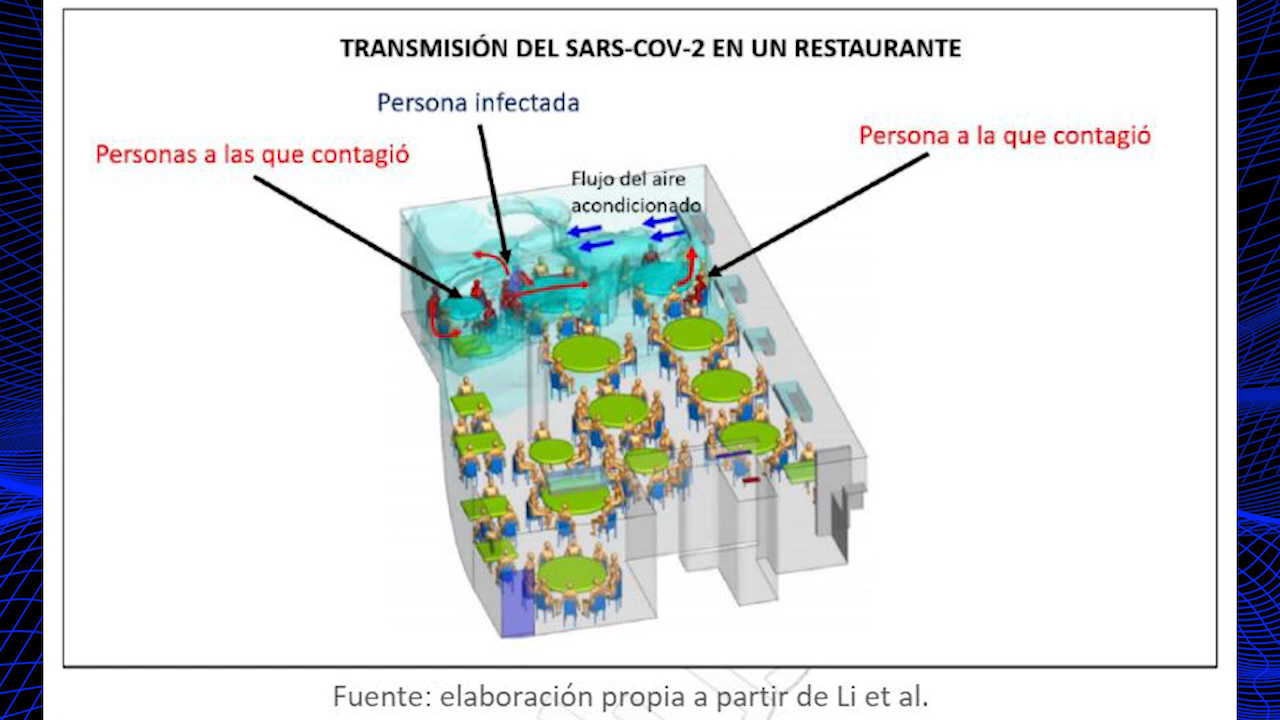 TRANSMISIÓN DEL SARS-COV-2 EN UN RESTAURANTE
Persona infectada
Personas a las que contagió
Persona a la que contagió
Flujo del aire
acondicionado
Fuente: elaboración propia a partir de Li et al.